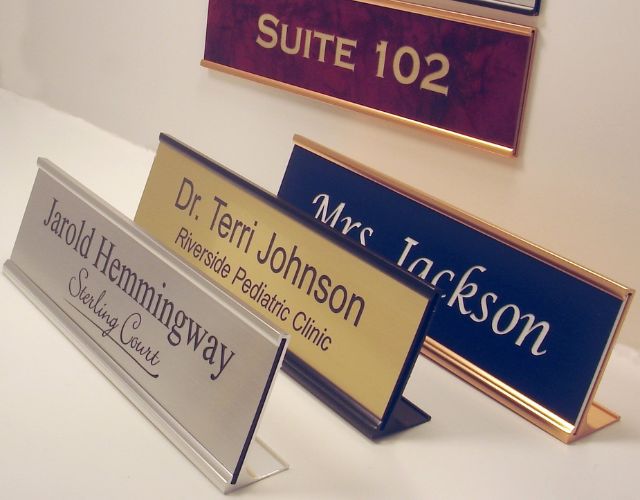 SUITE 102
Jarold Hemmingway
Sterling Court
Dr. Terri Johnson
Riverside Pediatric Clinic
Mrs. Jackson